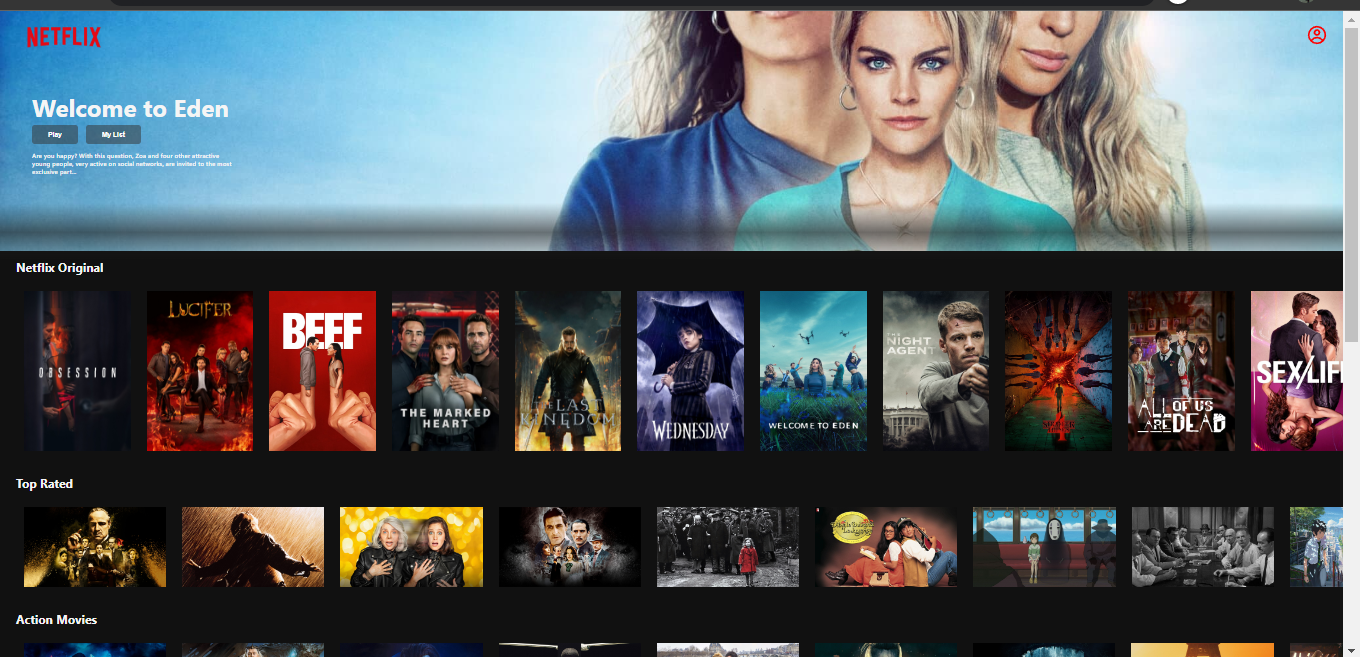 NETFLIX
Welcome to Eden
Play
My List
Are you happy? With this question, Zoa and four other attractive
young people, very active on social networks, are invited to the most
exclusive part...
Netflix Original
OBSESSION
LUCIFER
BEEF
THE MARKED
HEART
THE LAST
KINGDOM
WEDNESDAY
WELCOME TO EDEN
THE
NIGHT
AGENT
ALL OF US
ARE DEAD
SEX/LIF
Top Rated
Action Movies